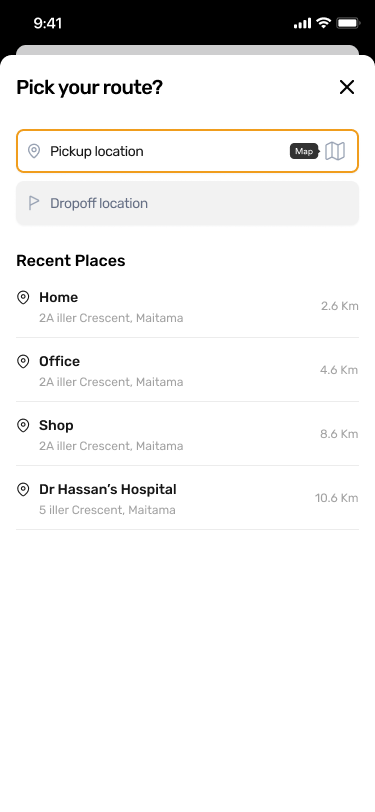 9:41
Pick your route?
Pickup location
Map
Dropoff location
Recent Places
Home
2A iller Crescent, Maitama
2.6 Km
Office
2A iller Crescent, Maitama
4.6 Km
Shop
2A iller Crescent, Maitama
8.6 Km
Dr Hassan’s Hospital
5 iller Crescent, Maitama
10.6 Km